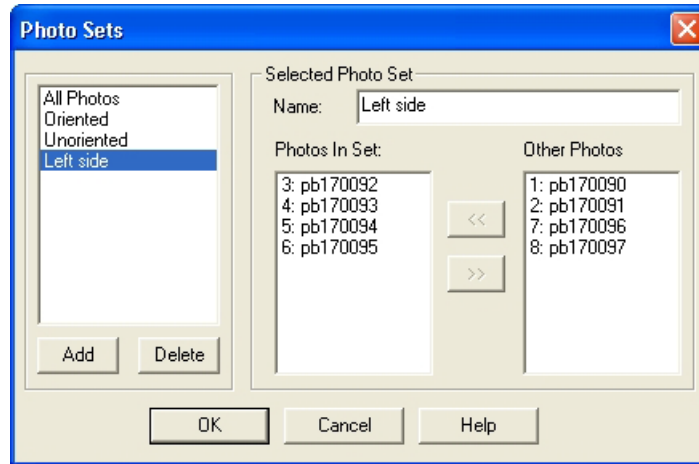 Photo Sets
All Photos
Oriented
Unoriented
Left side
Add
Delete
Selected Photo Set
Name:
Left side
Photos In Set:
3: pb170092
4: pb170093
5: pb170094
6: pb170095
<<
>>
Other Photos
1: pb170090
2: pb170091
7: pb170096
8: pb170097
OK
Cancel
Help